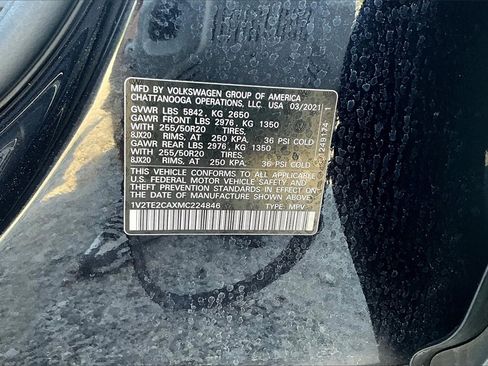 MFD. BY VOLKSWAGEN GROUP OF AMERICA
CHATTANOOGA OPERATIONS, LLC. USA 03/2021
GVWR LBS 5842, KG 2650
GAWR FRONT LBS 2976, KG 1350
WITH 255/50R20 TIRES,
8JX20 RIMS, AT 250 KPA, 36 PSI COLD
GAWR REAR LBS 2976, KG 1350
WITH 255/50R20 TIRES,
8JX20 RIMS, AT 250 KPA, 36 PSI COLD
THIS VEHICLE CONFORMS TO ALL APPLICABLE
U.S. FEDERAL MOTOR VEHICLE SAFETY AND
THEFT PREVENTION STANDARDS IN EFFECT ON
THE DATE OF MANUFACTURE SHOWN ABOVE.
1V2TE2CAXMC224846 TYPE: MPV